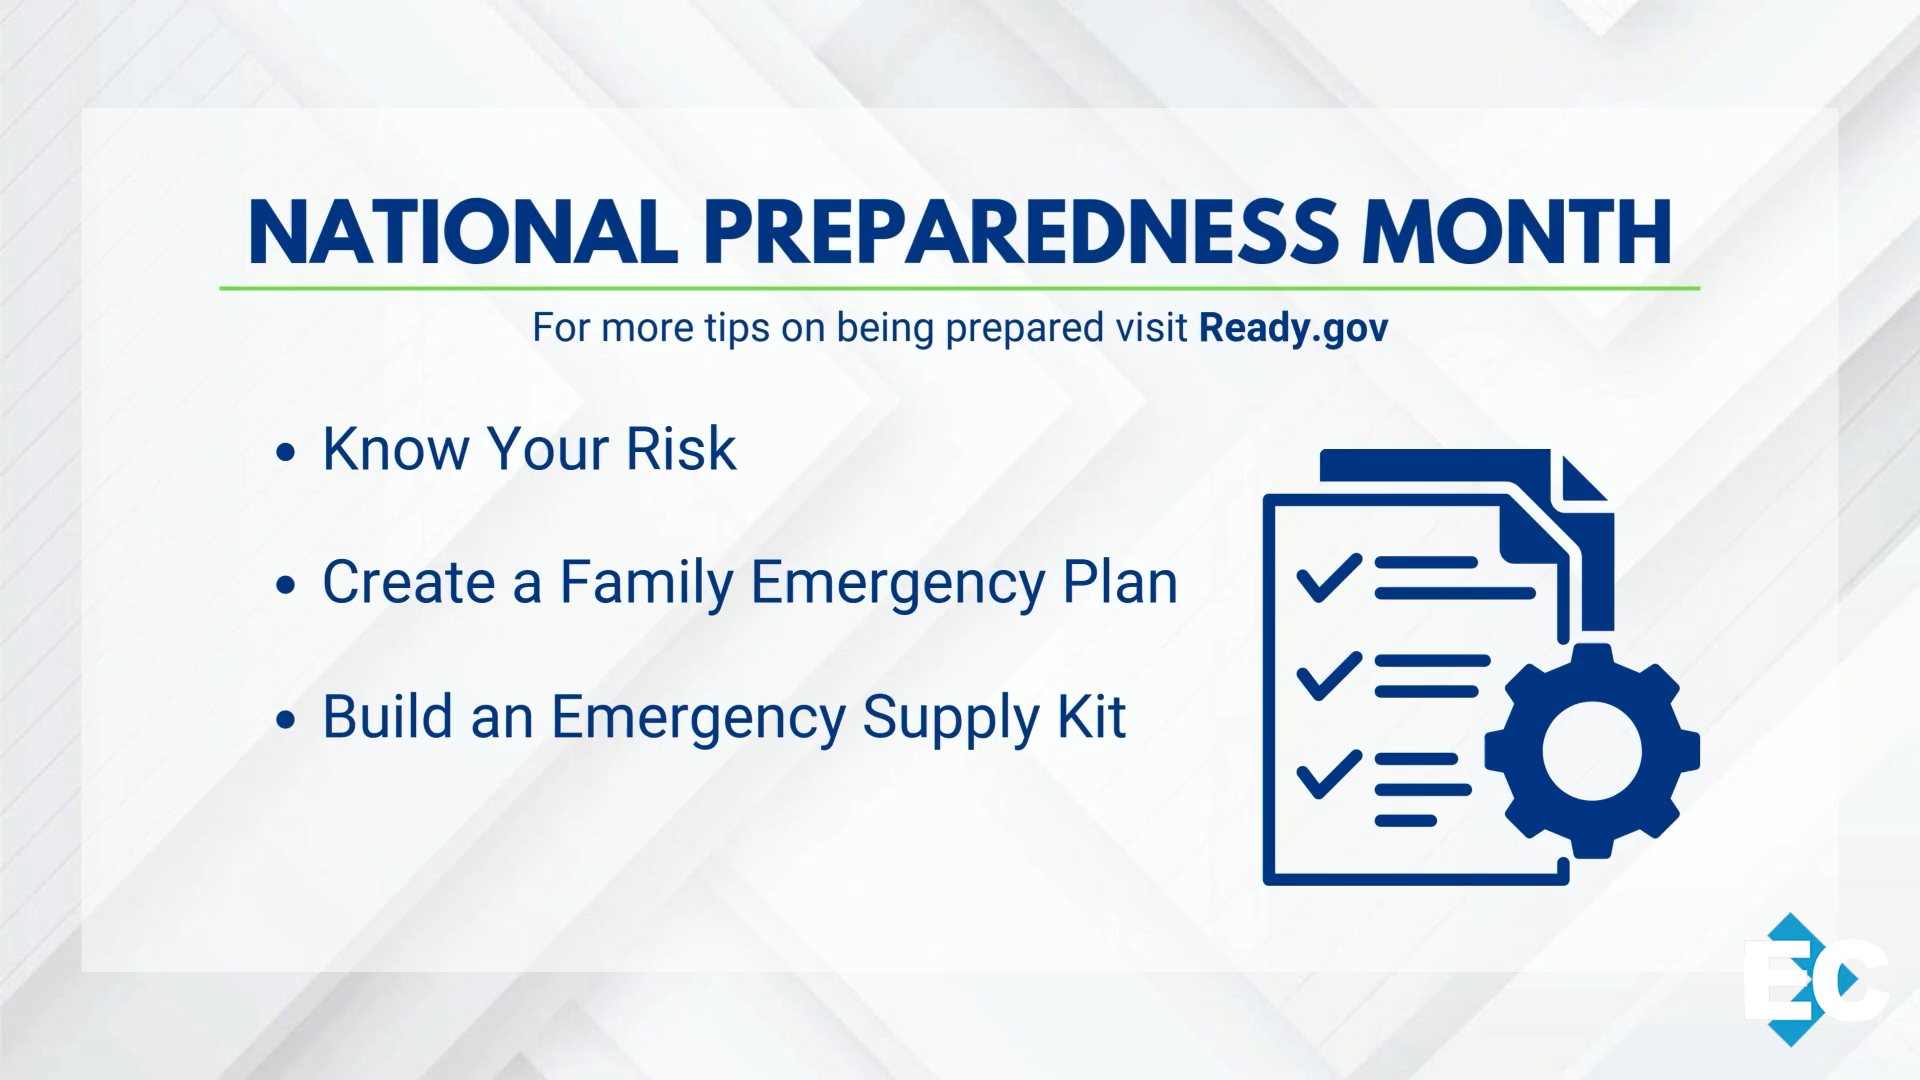 NATIONAL PREPAREDNESS MONTH
For more tips on being prepared visit Ready.gov
• Know Your Risk
• Create a Family Emergency Plan
• Build an Emergency Supply Kit
EC